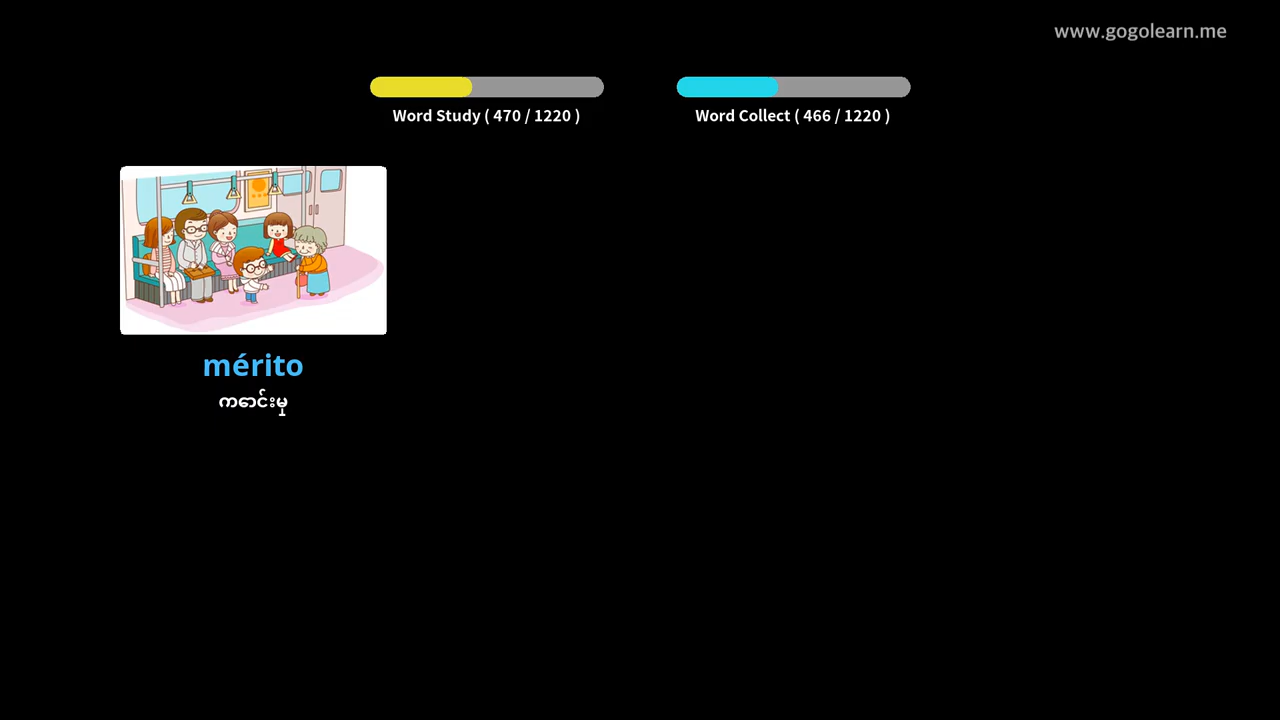 www.gogolearn.me
Word Study ( 470 / 1220 )
Word Collect ( 466 / 1220 )
mérito
ကောင်းမှု